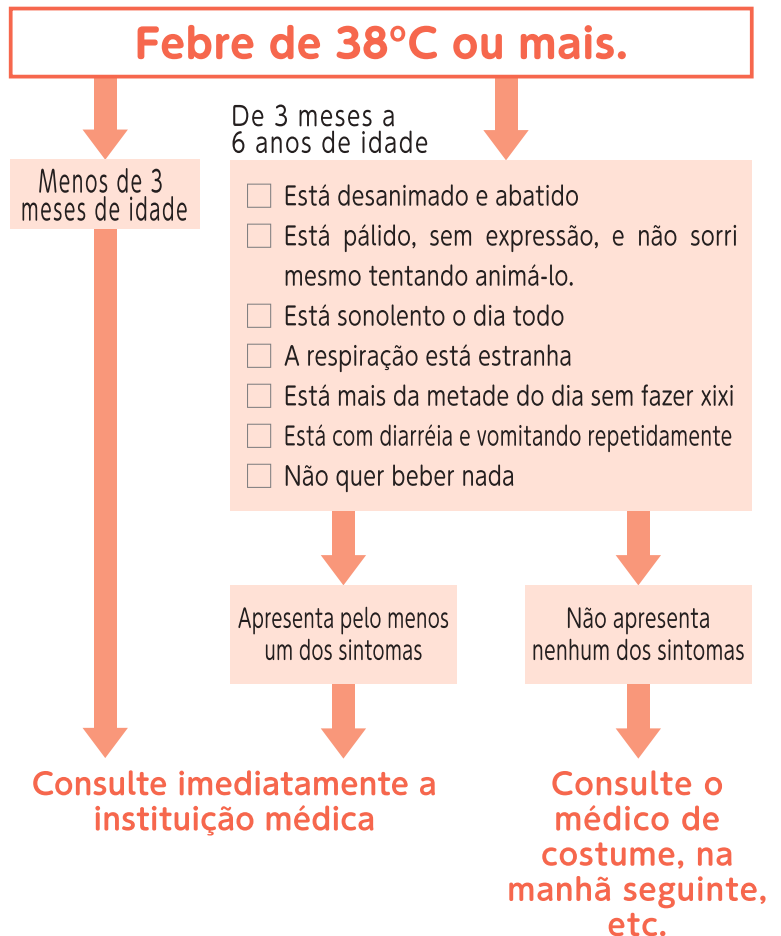 Febre de 38°C ou mais.
De 3 meses a
6 anos de idade
Menos de 3
meses de idade
Está desanimado e abatido
Está pálido, sem expressão, e não sorri
mesmo tentando animá-lo.
Está sonolento o dia todo
A respiração está estranha
Está mais da metade do dia sem fazer xixi
Está com diarréia e vomitando repetidamente
Não quer beber nada
Apresenta pelo menos
um dos sintomas
Não apresenta
nenhum dos sintomas
Consulte imediatamente a
instituição médica
Consulte o
médico de
costume, na
manhã seguinte,
etc.